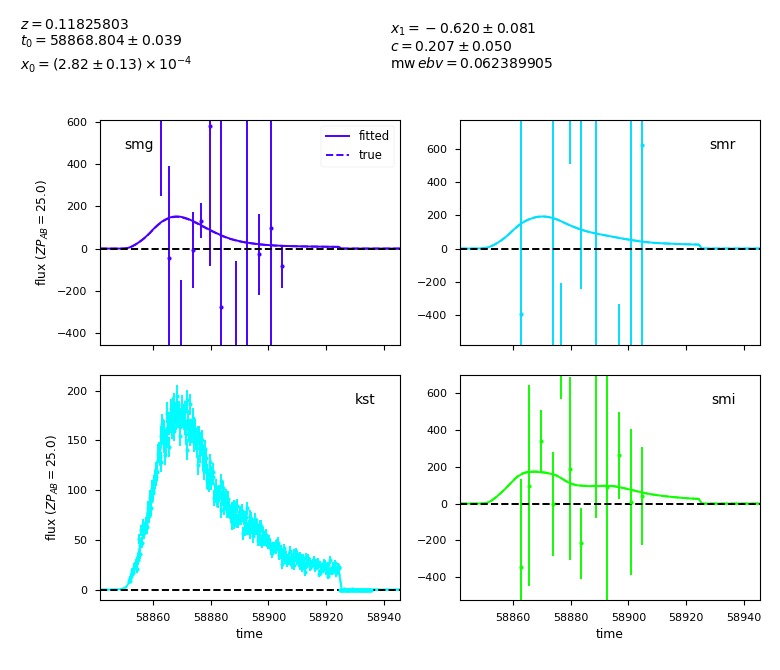 z = 0.11825803
t₀ = 58868.804 ± 0.039
x₀ = (2.82 ± 0.13) × 10⁻⁴
x₁ = −0.620 ± 0.081
c = 0.207 ± 0.050
mw ebv = 0.062389905
600
400
200
0
−200
−400
flux (ZP_AB = 25.0)
smg
fitted
true
600
400
200
0
−200
−400
smr
200
150
100
50
0
flux (ZP_AB = 25.0)
kst
58860 58880 58900 58920 58940
time
600
400
200
0
−200
−400
smi
58860 58880 58900 58920 58940
time